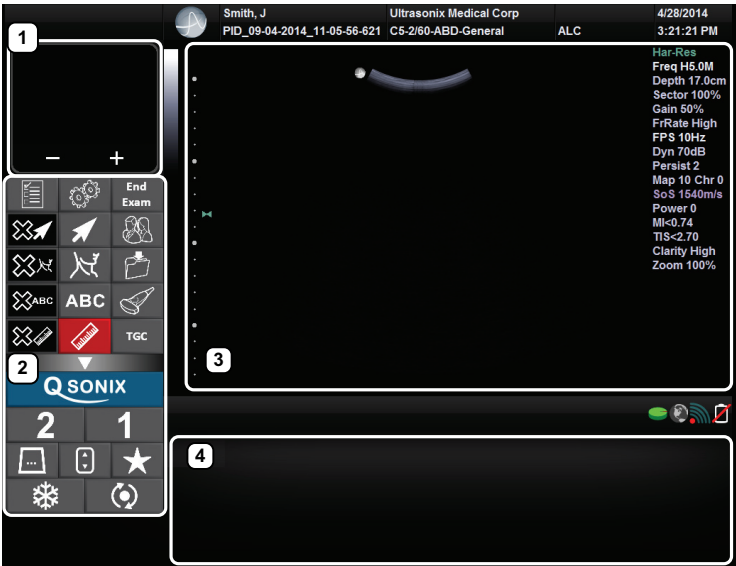 Smith, J Ultrasonix Medical Corp 4/28/2014
PID_09-04-2014_11-05-56-621 C5-2/60-ABD-General ALC 3:21:21 PM
1
− +
End
Exam
ABC ABC
TGC
2
Q SONIX
2 1
...
3
Har-Res
Freq H5.0M
Depth 17.0cm
Sector 100%
Gain 50%
FrRate High
FPS 10Hz
Dyn 70dB
Persist 2
Map 10 Chr 0
SoS 1540m/s
Power 0
MI<0.74
TIS<2.70
Clarity High
Zoom 100%
4